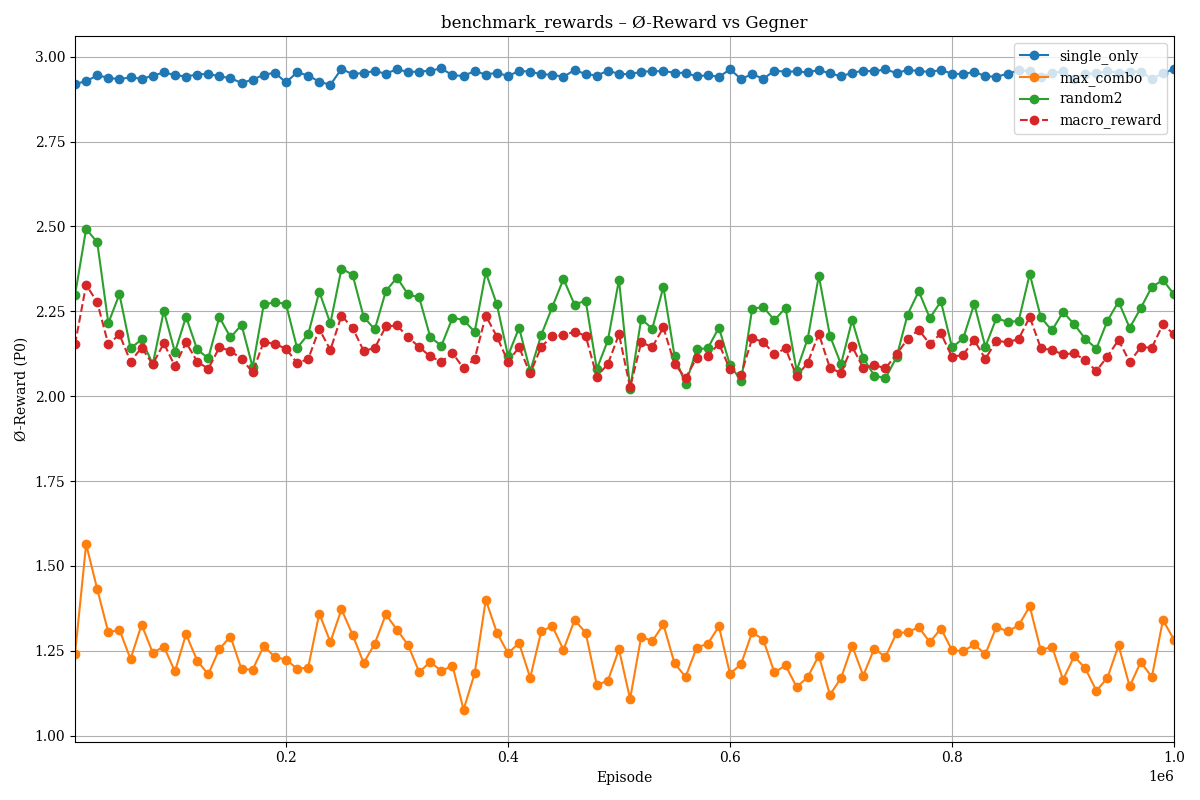 benchmark_rewards – Ø-Reward vs Gegner
single_only
max_combo
random2
macro_reward
Ø-Reward (P0)
3.00
2.75
2.50
2.25
2.00
1.75
1.50
1.25
1.00
0.2
0.4
0.6
0.8
1.0
1e6
Episode